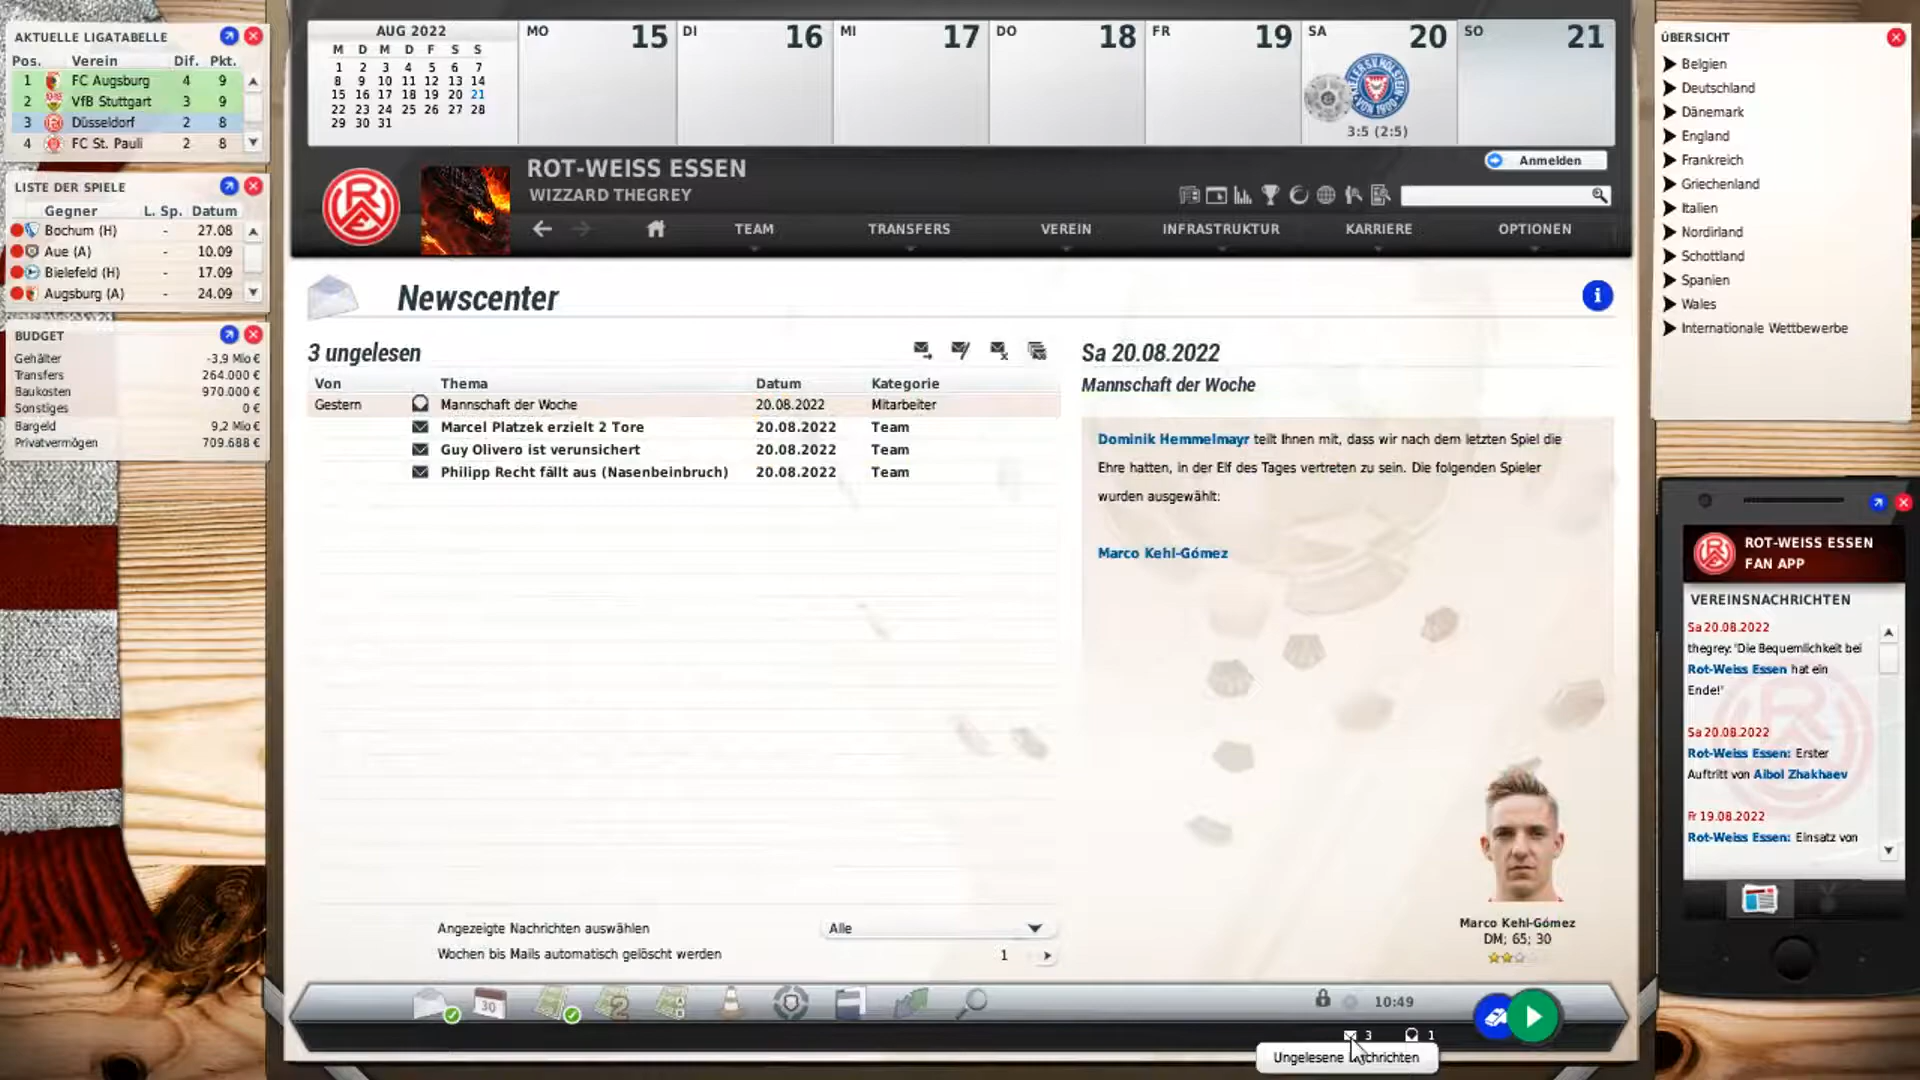 AKTUELLE LIGATABELLE
Pos. Verein Dif. Pkt.
1 FC Augsburg 4 9
2 VfB Stuttgart 3 9
3 Düsseldorf 2 8
4 FC St. Pauli 2 8
LISTE DER SPIELE
Gegner L. Sp. Datum
Bochum (H) - 27.08
Aue (A) - 10.09
Bielefeld (H) - 17.09
Augsburg (A) - 24.09
BUDGET
Gehälter -3,9 Mio €
Transfers 264.000 €
Baukosten 970.000 €
Sonstiges 0 €
Bargeld 9,2 Mio €
Privatvermögen 709.688 €
AUG 2022
M D M D F S S
1 2 3 4 5 6 7
8 9 10 11 12 13 14
15 16 17 18 19 20 21
22 23 24 25 26 27 28
29 30 31
MO 15 DI 16 MI 17 DO 18 FR 19 SA 20 SO 21
3:5 (2:5)
ROT-WEISS ESSEN
WIZZARD THEGREY
Anmelden
TEAM TRANSFERS VEREIN INFRASTRUKTUR KARRIERE OPTIONEN
Newscenter
3 ungelesen
Von Thema Datum Kategorie
Gestern Mannschaft der Woche 20.08.2022 Mitarbeiter
Marcel Platzek erzielt 2 Tore 20.08.2022 Team
Guy Olivero ist verunsichert 20.08.2022 Team
Philipp Recht fällt aus (Nasenbeinbruch) 20.08.2022 Team
Angezeigte Nachrichten auswählen Alle
Wochen bis Mails automatisch gelöscht werden 1
Sa 20.08.2022
Mannschaft der Woche
Dominik Hemmelmayr teilt Ihnen mit, dass wir nach dem letzten Spiel die
Ehre hatten, in der Elf des Tages vertreten zu sein. Die folgenden Spieler
wurden ausgewählt:
Marco Kehl-Gómez
Marco Kehl-Gómez
DM; 65; 30
30
10:49
3 1
Ungelesene Nachrichten
ÜBERSICHT
Belgien
Deutschland
Dänemark
England
Frankreich
Griechenland
Italien
Nordirland
Schottland
Spanien
Wales
Internationale Wettbewerbe
ROT-WEISS ESSEN
FAN APP
VEREINSNACHRICHTEN
Sa 20.08.2022
thegrey: 'Die Bequemlichkeit bei
Rot-Weiss Essen hat ein
Ende!'
Sa 20.08.2022
Rot-Weiss Essen: Erster
Auftritt von Aibol Zhakhaev
Fr 19.08.2022
Rot-Weiss Essen: Einsatz von